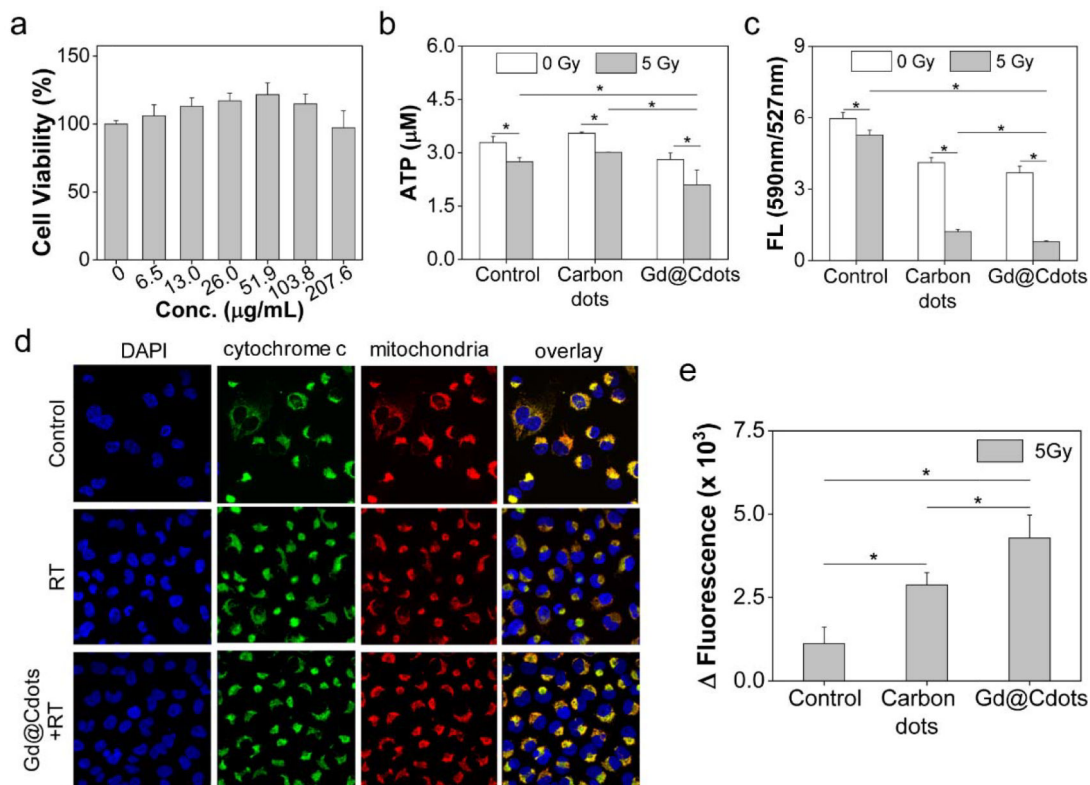 a
Cell Viability (%)
150
100
50
0
0 6.5 13.0 26.0 51.9 103.8 207.6
Conc. (μg/mL)
b
0 Gy 5 Gy
ATP (μM)
6.0
4.5
3.0
1.5
0.0
* * * * *
Control Carbon dots Gd@Cdots
c
0 Gy 5 Gy
FL (590nm/527nm)
9
6
3
0
* * * * *
Control Carbon dots Gd@Cdots
d
DAPI cytochrome c mitochondria overlay
Control
RT
Gd@Cdots
+RT
e
5Gy
Δ Fluorescence (x 10³)
7.5
5.0
2.5
0.0
* * *
Control Carbon dots Gd@Cdots